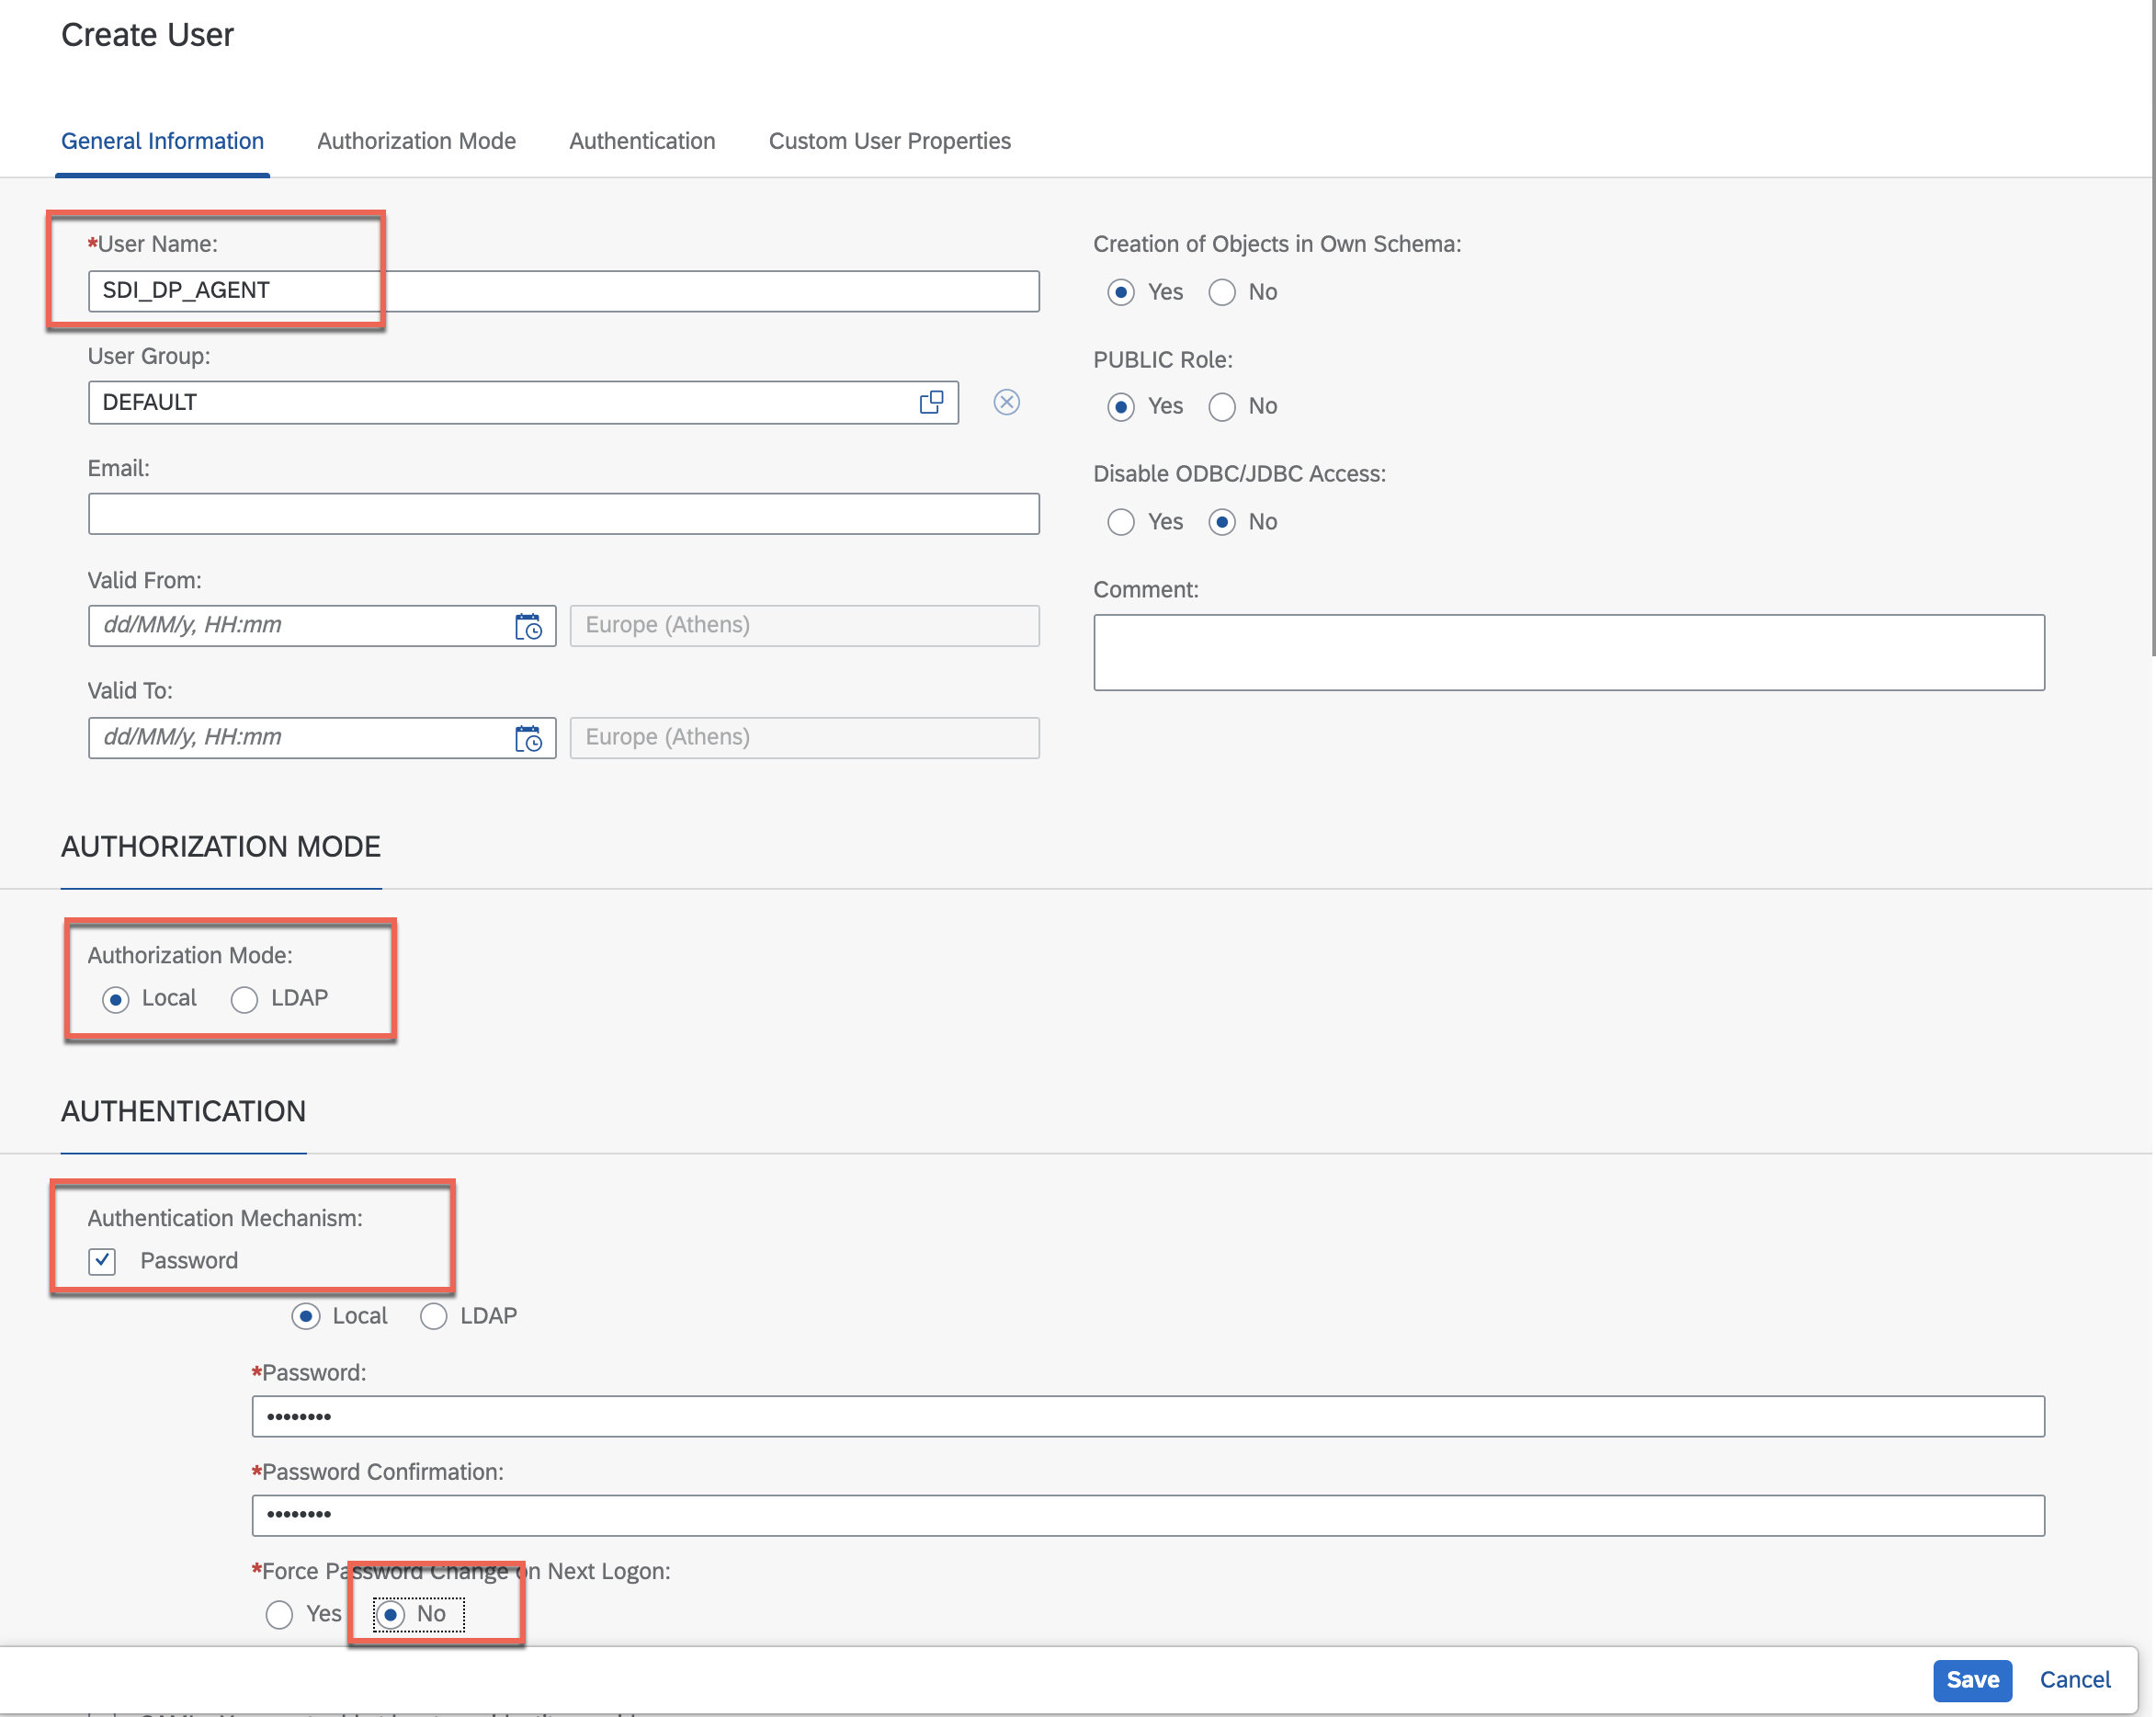 Create User
General Information Authorization Mode Authentication Custom User Properties
*User Name:
SDI_DP_AGENT
User Group:
DEFAULT
Email:
Valid From:
dd/MM/y, HH:mm Europe (Athens)
Valid To:
dd/MM/y, HH:mm Europe (Athens)
Creation of Objects in Own Schema:
Yes No
PUBLIC Role:
Yes No
Disable ODBC/JDBC Access:
Yes No
Comment:
AUTHORIZATION MODE
Authorization Mode:
Local LDAP
AUTHENTICATION
Authentication Mechanism:
Password
Local LDAP
*Password:
••••••••
*Password Confirmation:
••••••••
*Force Password Change on Next Logon:
Yes No
Save Cancel